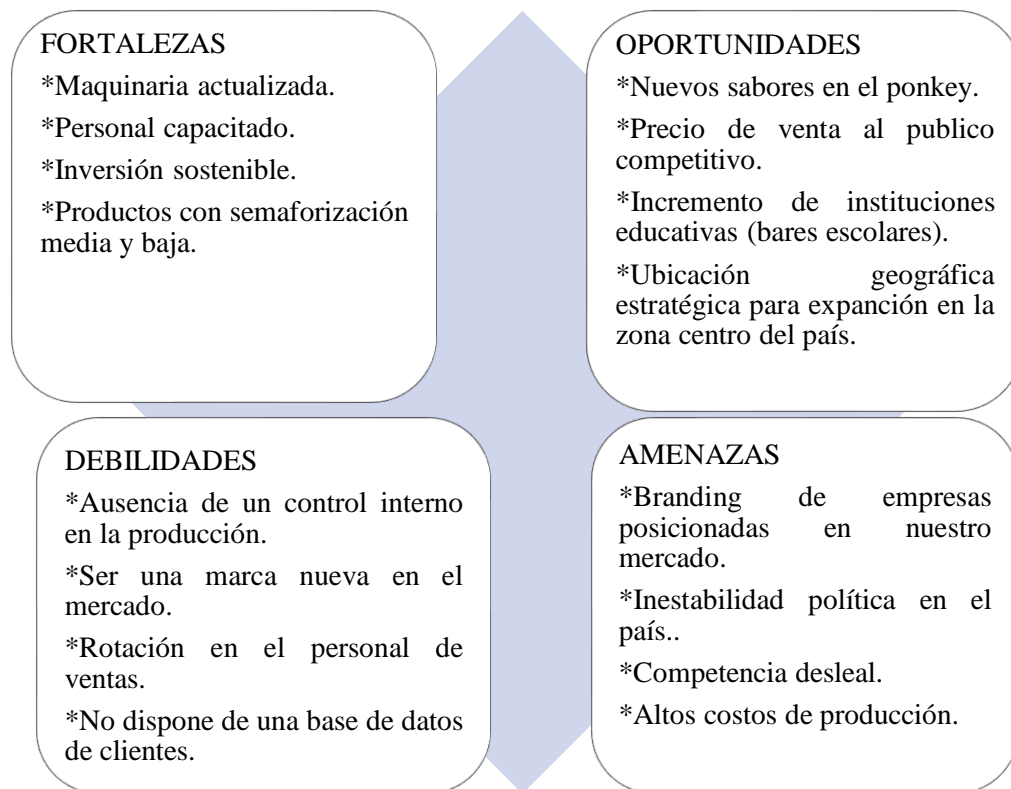 FORTALEZAS
*Maquinaria actualizada.
*Personal capacitado.
*Inversión sostenible.
*Productos con semaforización
media y baja.
OPORTUNIDADES
*Nuevos sabores en el ponkey.
*Precio de venta al publico
competitivo.
*Incremento de instituciones
educativas (bares escolares).
*Ubicación geográfica
estratégica para expanción en la
zona centro del país.
DEBILIDADES
*Ausencia de un control interno
en la producción.
*Ser una marca nueva en el
mercado.
*Rotación en el personal de
ventas.
*No dispone de una base de datos
de clientes.
AMENAZAS
*Branding de empresas
posicionadas en nuestro
mercado.
*Inestabilidad política en el
país..
*Competencia desleal.
*Altos costos de producción.